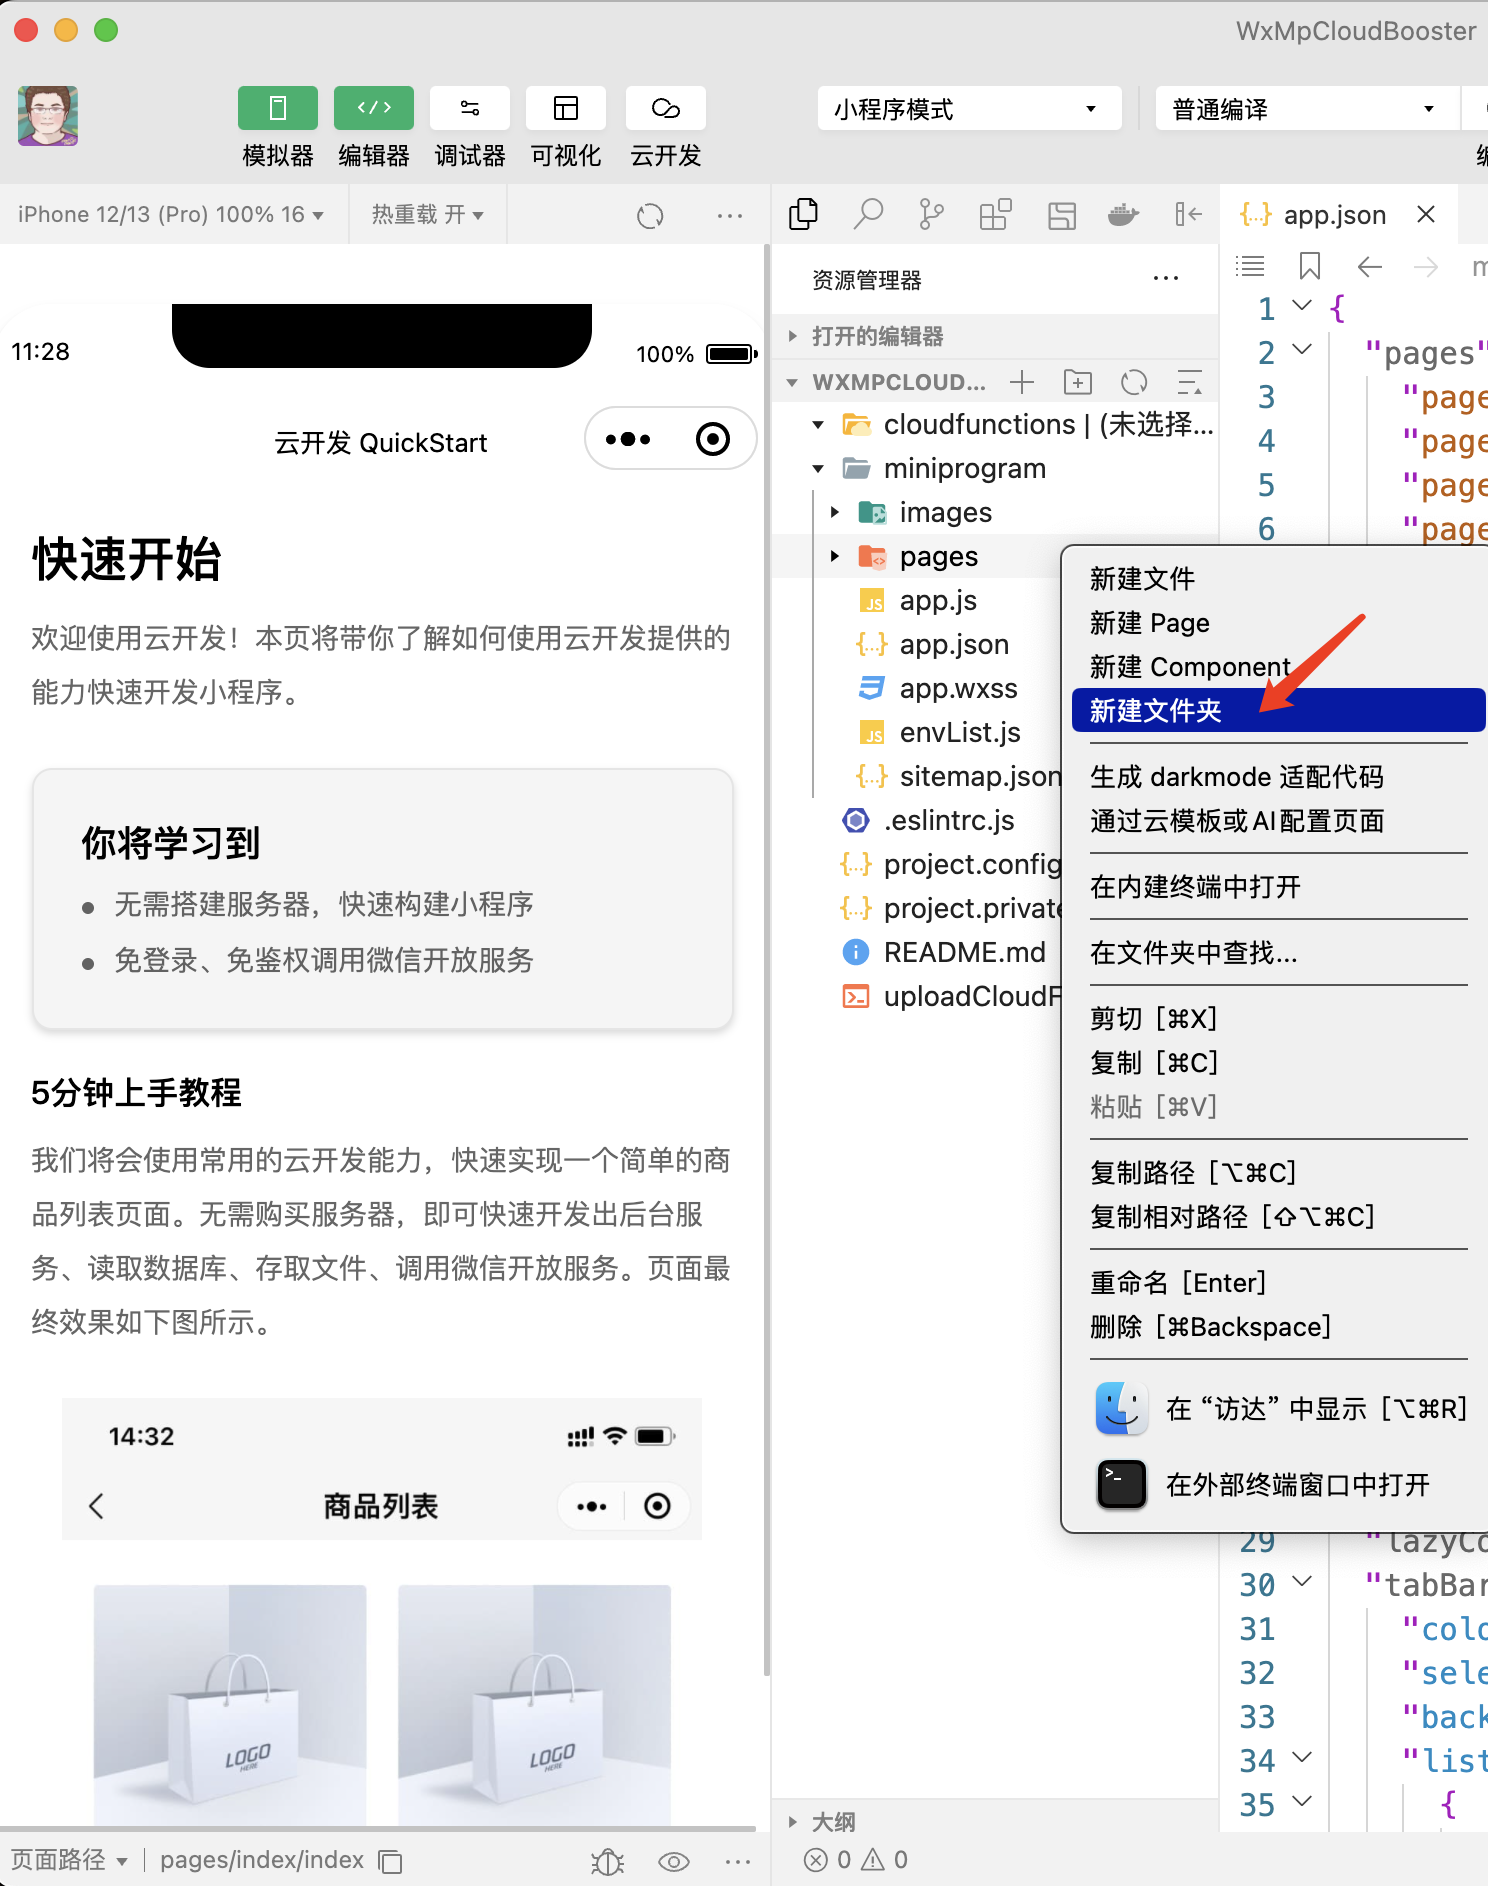 WxMpCloudBooster
小程序模式
普通编译
模拟器
编辑器
调试器
可视化
云开发
iPhone 12/13 (Pro) 100% 16
热重载 开
11:28
100%
云开发 QuickStart
快速开始
欢迎使用云开发！本页将带你了解如何使用云开发提供的
能力快速开发小程序。
你将学习到
无需搭建服务器，快速构建小程序
免登录、免鉴权调用微信开放服务
5分钟上手教程
我们将会使用常用的云开发能力，快速实现一个简单的商
品列表页面。无需购买服务器，即可快速开发出后台服
务、读取数据库、存取文件、调用微信开放服务。页面最
终效果如下图所示。
14:32
商品列表
LOGO
HERE
LOGO
HERE
页面路径
pages/index/index
资源管理器
打开的编辑器
WXMPCLOUD...
cloudfunctions | (未选择...
miniprogram
images
pages
app.js
app.json
app.wxss
envList.js
sitemap.json
.eslintrc.js
project.config
project.private
README.md
uploadCloudF
大纲
0
0
{...} app.json
1 {
2 "pages"
3 "page
4 "page
5 "page
6 "page
新建文件
新建 Page
新建 Component
新建文件夹
生成 darkmode 适配代码
通过云模板或AI配置页面
在内建终端中打开
在文件夹中查找...
剪切 [⌘X]
复制 [⌘C]
粘贴 [⌘V]
复制路径 [⌥⌘C]
复制相对路径 [⇧⌥⌘C]
重命名 [Enter]
删除 [⌘Backspace]
在 “访达” 中显示 [⌥⌘R]
在外部终端窗口中打开
29 "lazyCo
30 "tabBar
31 "colo
32 "sele
33 "back
34 "list
35 {